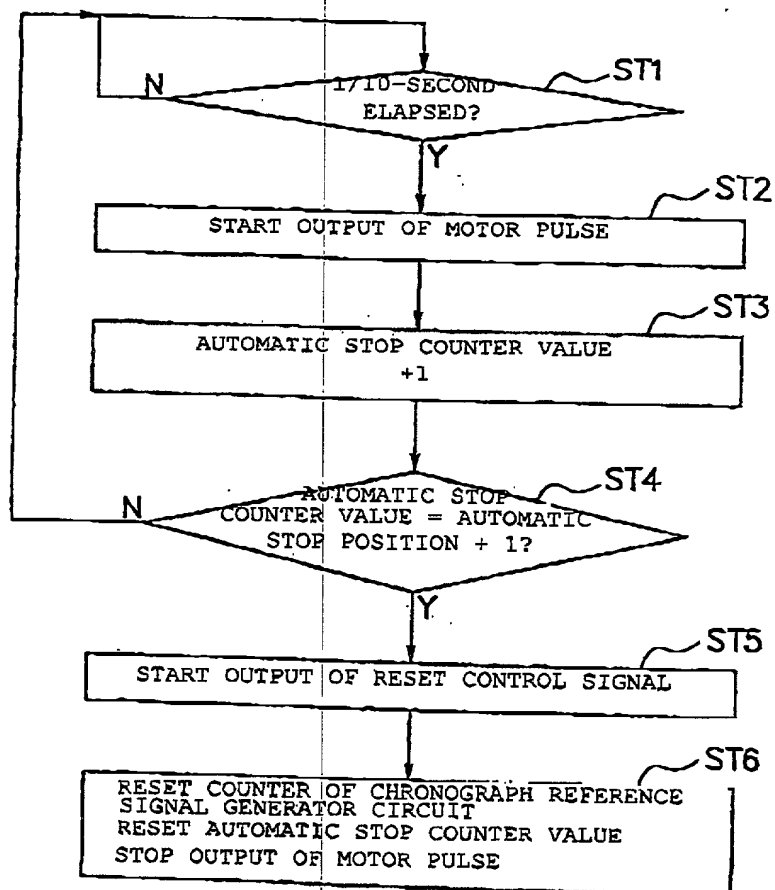 ST1
1/10-SECOND
ELAPSED?
N
Y
ST2
START OUTPUT OF MOTOR PULSE
ST3
AUTOMATIC STOP COUNTER VALUE
+1
ST4
AUTOMATIC STOP
COUNTER VALUE = AUTOMATIC
STOP POSITION + 1?
N
Y
ST5
START OUTPUT OF RESET CONTROL SIGNAL
ST6
RESET COUNTER OF CHRONOGRAPH REFERENCE
SIGNAL GENERATOR CIRCUIT
RESET AUTOMATIC STOP COUNTER VALUE
STOP OUTPUT OF MOTOR PULSE